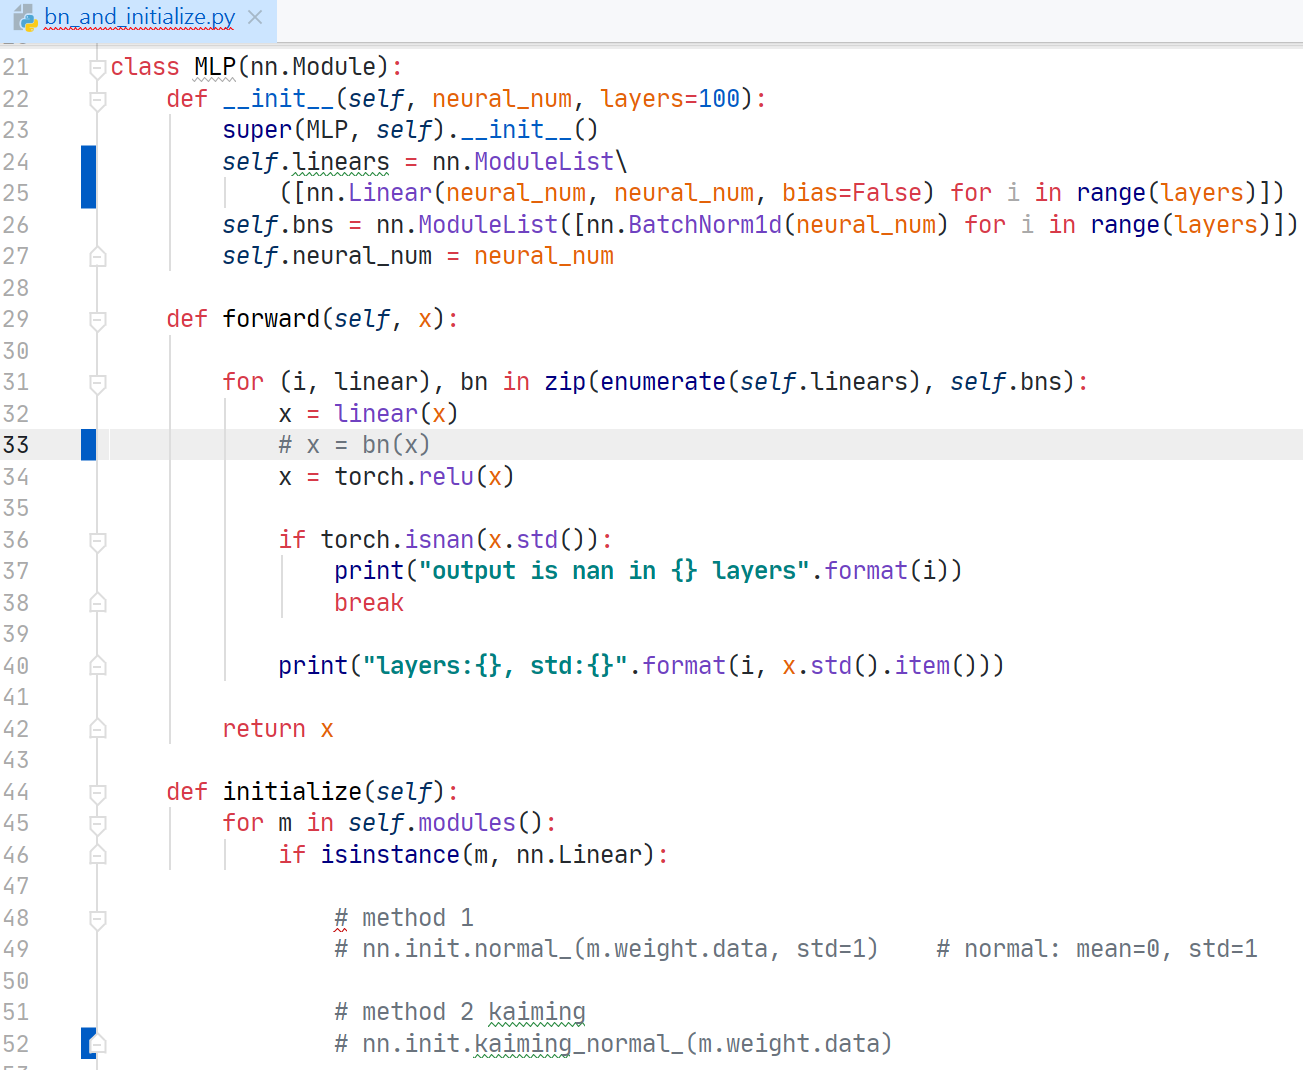 bn_and_initialize.py
21 class MLP(nn.Module):
22     def __init__(self, neural_num, layers=100):
23         super(MLP, self).__init__()
24         self.linears = nn.ModuleList\
25             ([nn.Linear(neural_num, neural_num, bias=False) for i in range(layers)])
26         self.bns = nn.ModuleList([nn.BatchNorm1d(neural_num) for i in range(layers)])
27         self.neural_num = neural_num
28
29     def forward(self, x):
30
31         for (i, linear), bn in zip(enumerate(self.linears), self.bns):
32             x = linear(x)
33             # x = bn(x)
34             x = torch.relu(x)
35
36             if torch.isnan(x.std()):
37                 print("output is nan in {} layers".format(i))
38                 break
39
40             print("layers:{}, std:{}".format(i, x.std().item()))
41
42         return x
43
44     def initialize(self):
45         for m in self.modules():
46             if isinstance(m, nn.Linear):
47
48                 # method 1
49                 # nn.init.normal_(m.weight.data, std=1)    # normal: mean=0, std=1
50
51                 # method 2 kaiming
52                 # nn.init.kaiming_normal_(m.weight.data)